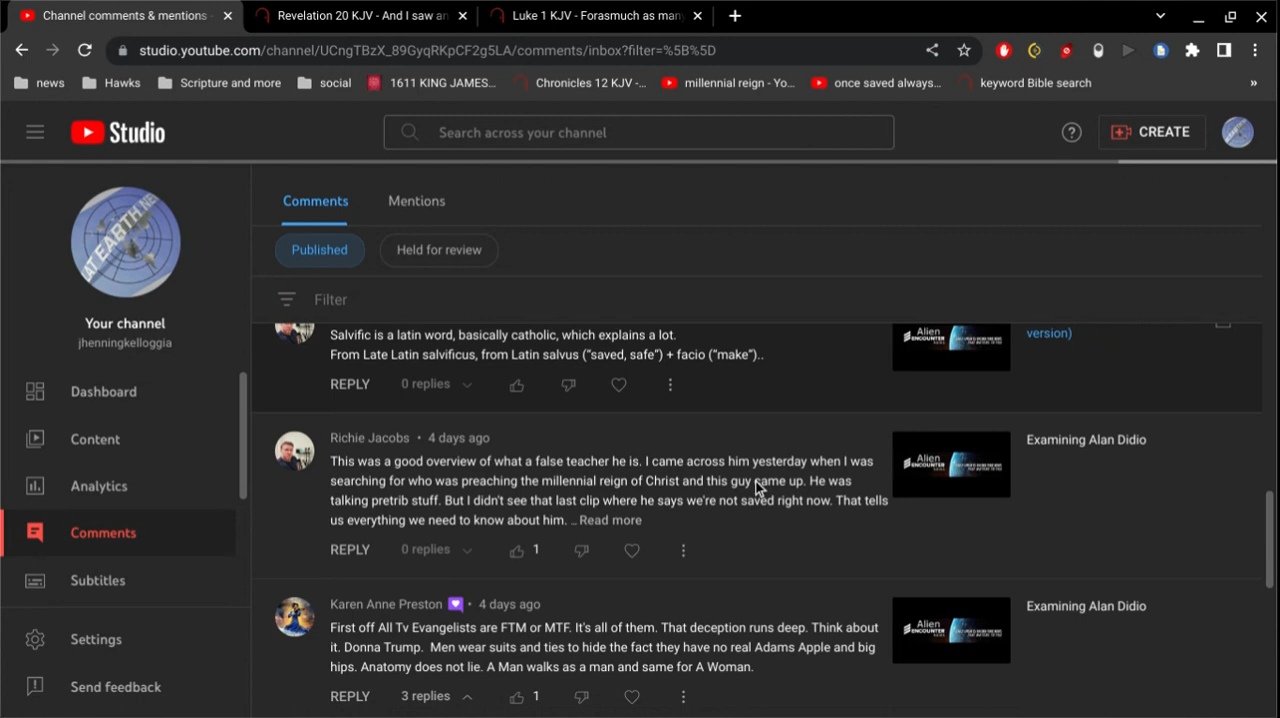 Channel comments & mentions
Revelation 20 KJV - And I saw an
Luke 1 KJV - Forasmuch as many
studio.youtube.com/channel/UCngTBzX_89GyqRKpCF2g5LA/comments/inbox?filter=%5B%5D
news
Hawks
Scripture and more
social
1611 KING JAMES...
Chronicles 12 KJV -...
millennial reign - Yo...
once saved always...
keyword Bible search
»
Studio
Search across your channel
CREATE
AT EARTH NE
Your channel
jhenningkelloggia
Dashboard
Content
Analytics
Comments
Subtitles
Settings
Send feedback
Comments
Mentions
Published
Held for review
Filter
Salvific is a latin word, basically catholic, which explains a lot.
From Late Latin salvificus, from Latin salvus (“saved, safe”) + facio (“make”)..
REPLY
0 replies
Alien
ENCOUNTER
version)
Richie Jacobs • 4 days ago
This was a good overview of what a false teacher he is. I came across him yesterday when I was
searching for who was preaching the millennial reign of Christ and this guy came up. He was
talking pretrib stuff. But I didn't see that last clip where he says we're not saved right now. That tells
us everything we need to know about him. ... Read more
REPLY
0 replies
1
Alien
ENCOUNTER
Examining Alan Didio
Karen Anne Preston • 4 days ago
First off All Tv Evangelists are FTM or MTF. It's all of them. That deception runs deep. Think about
it. Donna Trump.  Men wear suits and ties to hide the fact they have no real Adams Apple and big
hips. Anatomy does not lie. A Man walks as a man and same for A Woman.
REPLY
3 replies
1
Alien
ENCOUNTER
Examining Alan Didio